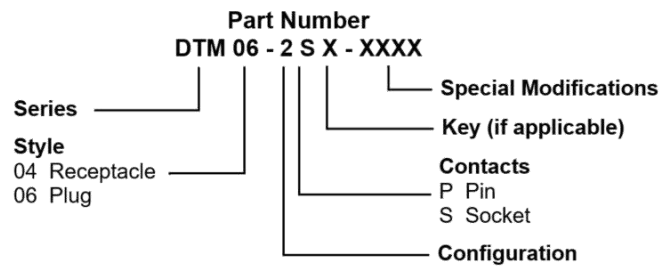 Part Number
DTM 06 - 2 S X - XXXX
Special Modifications
Series
Key (if applicable)
Style
04 Receptacle
06 Plug
Contacts
P Pin
S Socket
Configuration